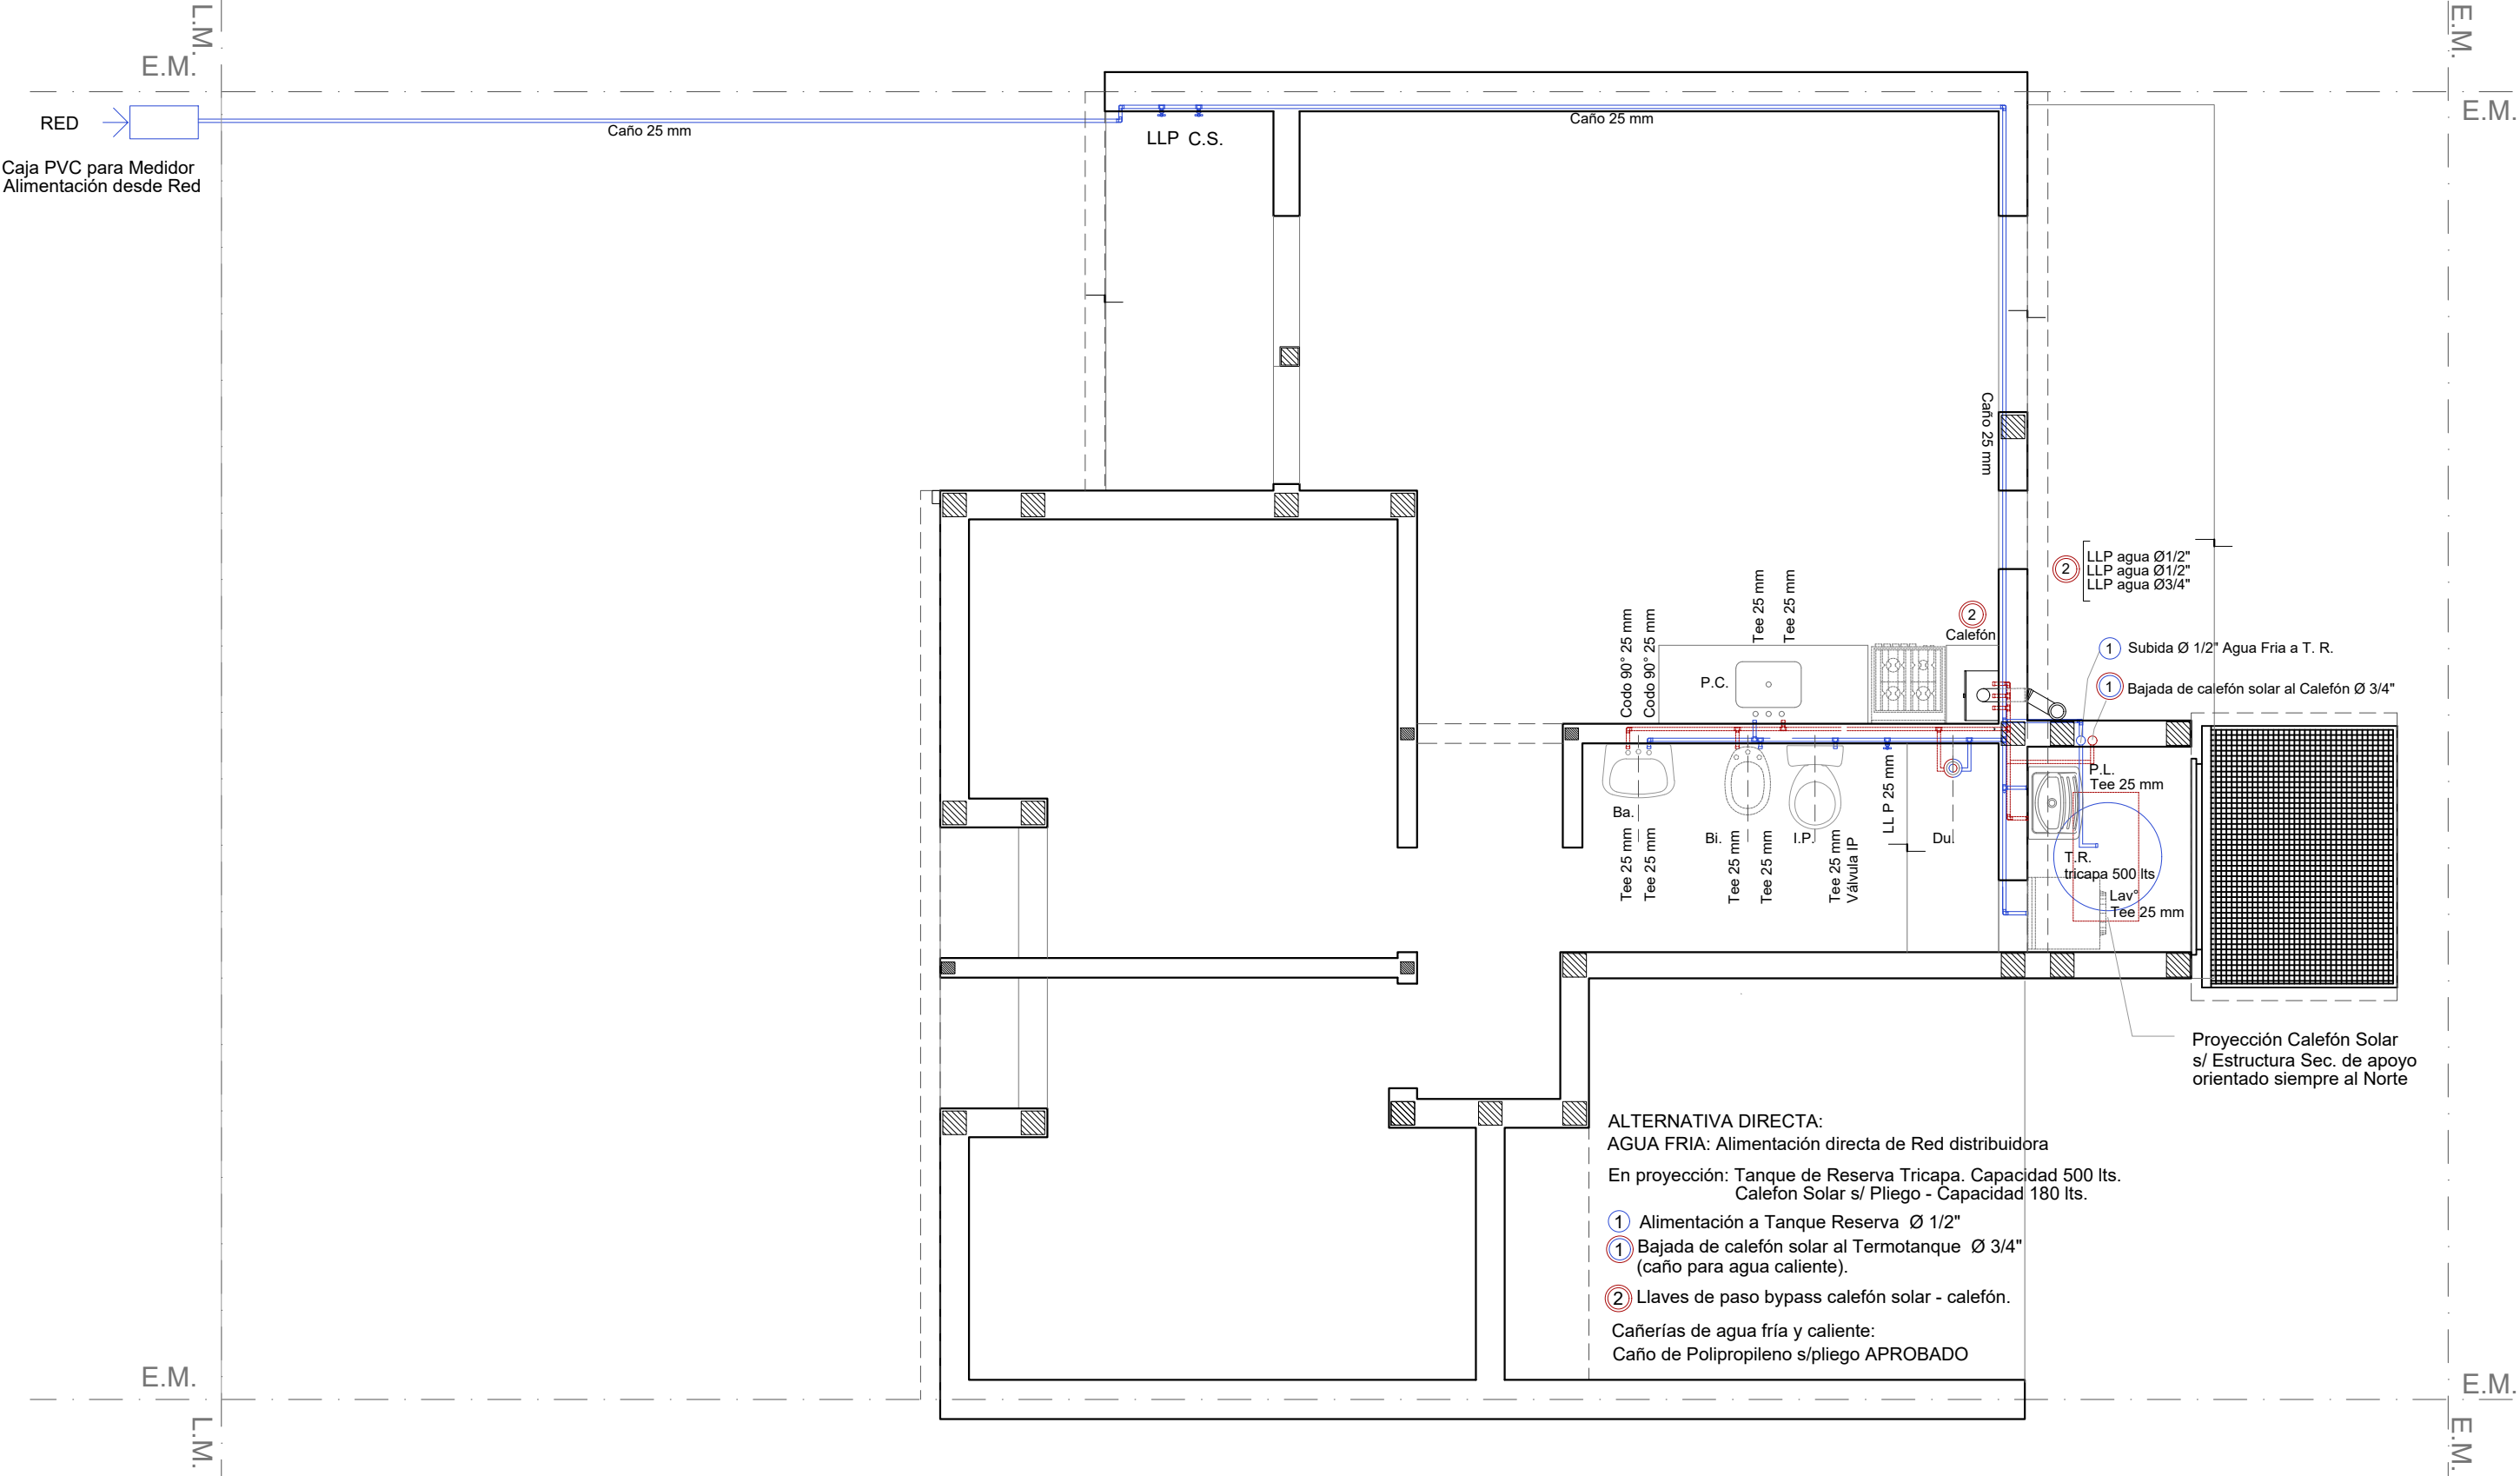 L.M.
E.M.
E.M.
E.M.
RED
Caño 25 mm
Caja PVC para Medidor
Alimentación desde Red
LLP C.S.
Caño 25 mm
Caño 25 mm
2
LLP agua Ø1/2"
LLP agua Ø1/2"
LLP agua Ø3/4"
Codo 90° 25 mm
Codo 90° 25 mm
Tee 25 mm
Tee 25 mm
2
Calefón
1 Subida Ø 1/2" Agua Fria a T. R.
1 Bajada de calefón solar al Calefón Ø 3/4"
P.C.
P.L.
Tee 25 mm
Ba.
Bi.
I.P.
Du.
Tee 25 mm
Tee 25 mm
Tee 25 mm
Tee 25 mm
Tee 25 mm
Válvula IP
LL P 25 mm
T.R.
tricapa 500 lts
Lav°
Tee 25 mm
Proyección Calefón Solar
s/ Estructura Sec. de apoyo
orientado siempre al Norte
ALTERNATIVA DIRECTA:
AGUA FRIA: Alimentación directa de Red distribuidora
En proyección: Tanque de Reserva Tricapa. Capacidad 500 lts.
Calefon Solar s/ Pliego - Capacidad 180 lts.
1 Alimentación a Tanque Reserva Ø 1/2"
1 Bajada de calefón solar al Termotanque Ø 3/4"
(caño para agua caliente).
2 Llaves de paso bypass calefón solar - calefón.
Cañerías de agua fría y caliente:
Caño de Polipropileno s/pliego APROBADO
E.M.
E.M.
L.M.
E.M.